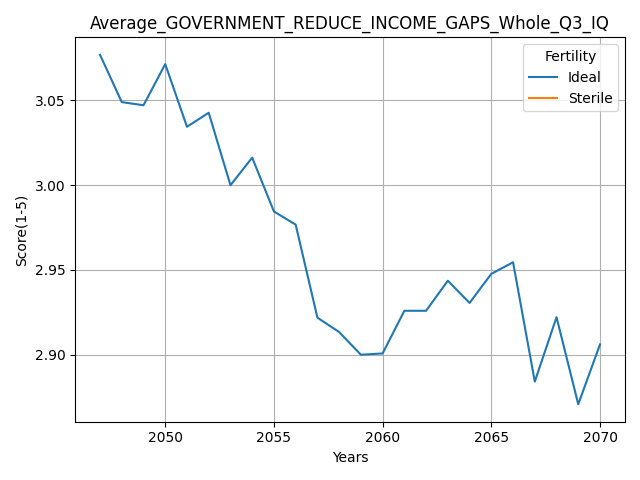 Average_GOVERNMENT_REDUCE_INCOME_GAPS_Whole_Q3_IQ
Fertility
Ideal
Sterile
Score(1-5)
3.05
3.00
2.95
2.90
2050
2055
2060
2065
2070
Years